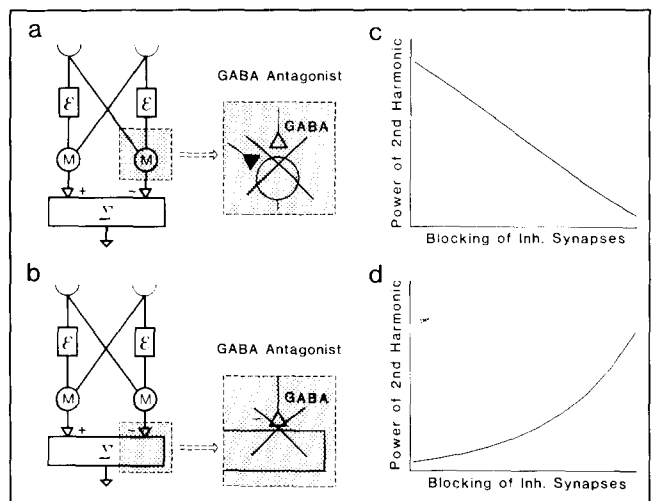 a
ε
ε
M
M
+
−
Σ
GABA Antagonist
GABA
c
Power of 2nd Harmonic
Blocking of Inh. Synapses
b
ε
ε
M
M
+
−
Σ
GABA Antagonist
GABA
−
d
Power of 2nd Harmonic
Blocking of Inh. Synapses